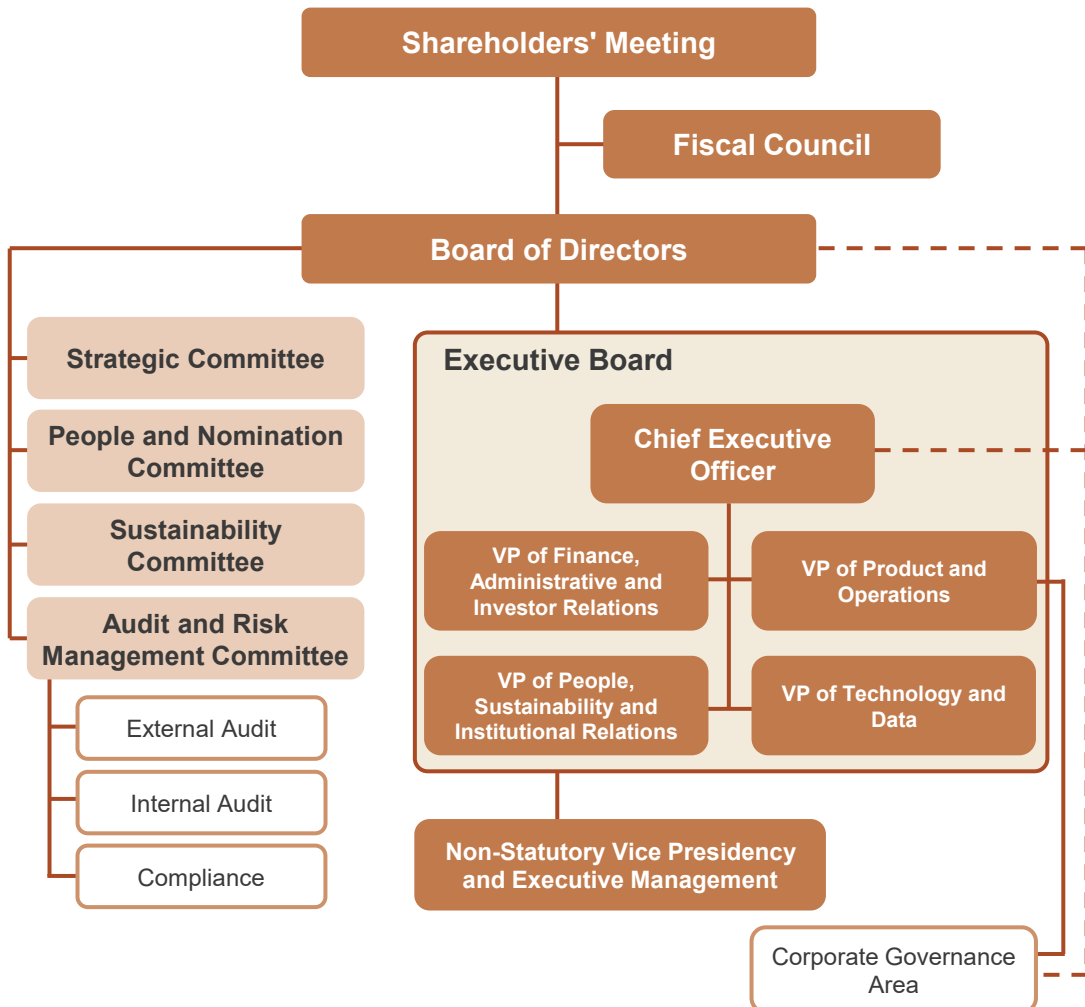 Shareholders' Meeting
Fiscal Council
Board of Directors
Strategic Committee
People and Nomination
Committee
Sustainability
Committee
Audit and Risk
Management Committee
External Audit
Internal Audit
Compliance
Executive Board
Chief Executive
Officer
VP of Finance,
Administrative and
Investor Relations
VP of Product and
Operations
VP of People,
Sustainability and
Institutional Relations
VP of Technology and
Data
Non-Statutory Vice Presidency
and Executive Management
Corporate Governance
Area